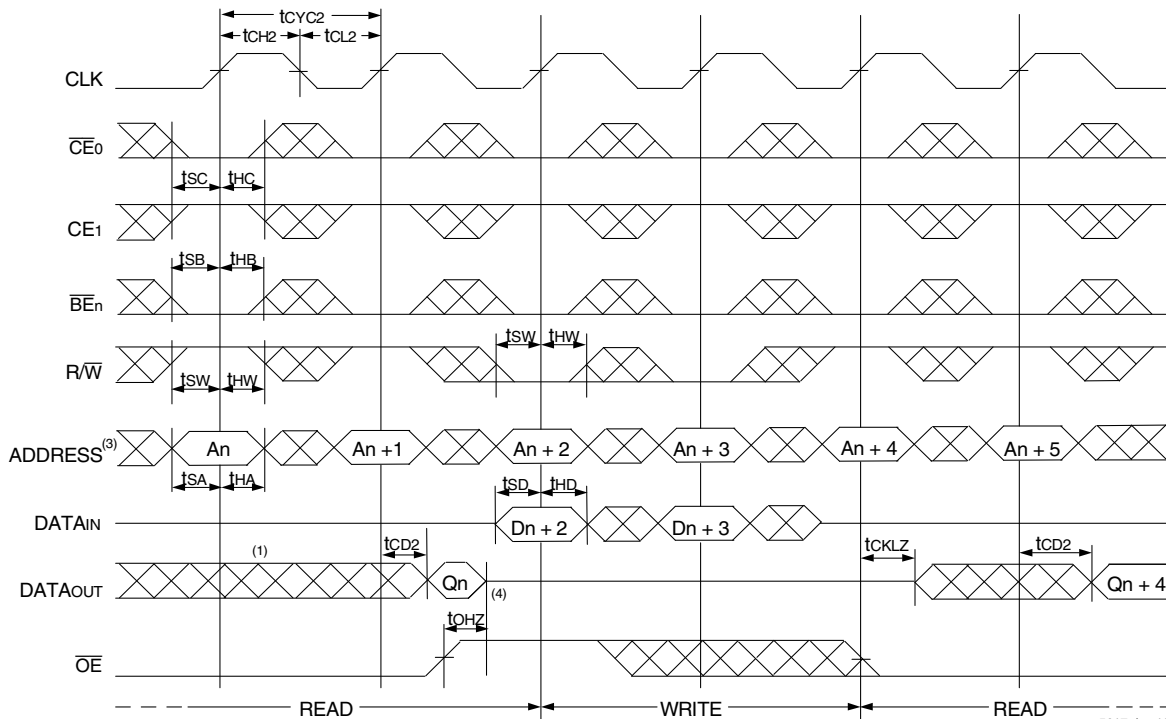 tCYC2
tCH2 tCL2
CLK
CE0
tSC tHC
CE1
tSB tHB
BEn
tSW tHW
R/W
tSW tHW
ADDRESS(3) An An +1 An + 2 An + 3 An + 4 An + 5
tSA tHA tSD tHD
DATAIN Dn + 2 Dn + 3
tCD2 tCKLZ tCD2
(1)
DATAOUT Qn (4) Qn + 4
tOHZ
OE
READ WRITE READ